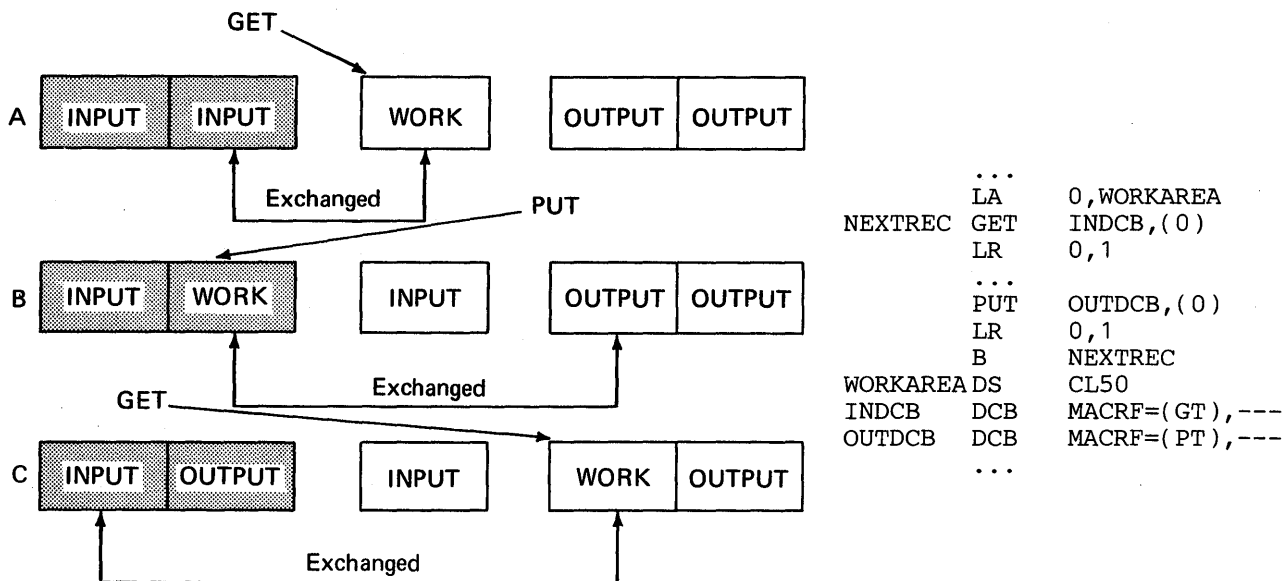 GET
A INPUT INPUT WORK OUTPUT OUTPUT
Exchanged
PUT
B INPUT WORK INPUT OUTPUT OUTPUT
Exchanged
GET
C INPUT OUTPUT INPUT WORK OUTPUT
Exchanged
...
LA 0,WORKAREA
NEXTREC GET INDCB,(0)
LR 0,1
...
PUT OUTDCB,(0)
LR 0,1
B NEXTREC
WORKAREA DS CL50
INDCB DCB MACRF=(GT),---
OUTDCB DCB MACRF=(PT),---
...